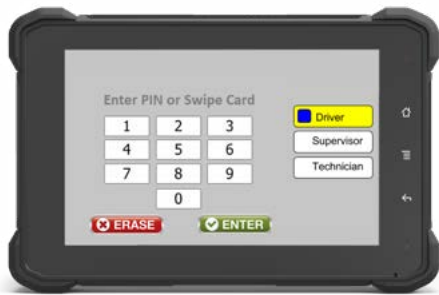 Enter PIN or Swipe Card
1 2 3
4 5 6
7 8 9
0
ERASE
ENTER
Driver
Supervisor
Technician